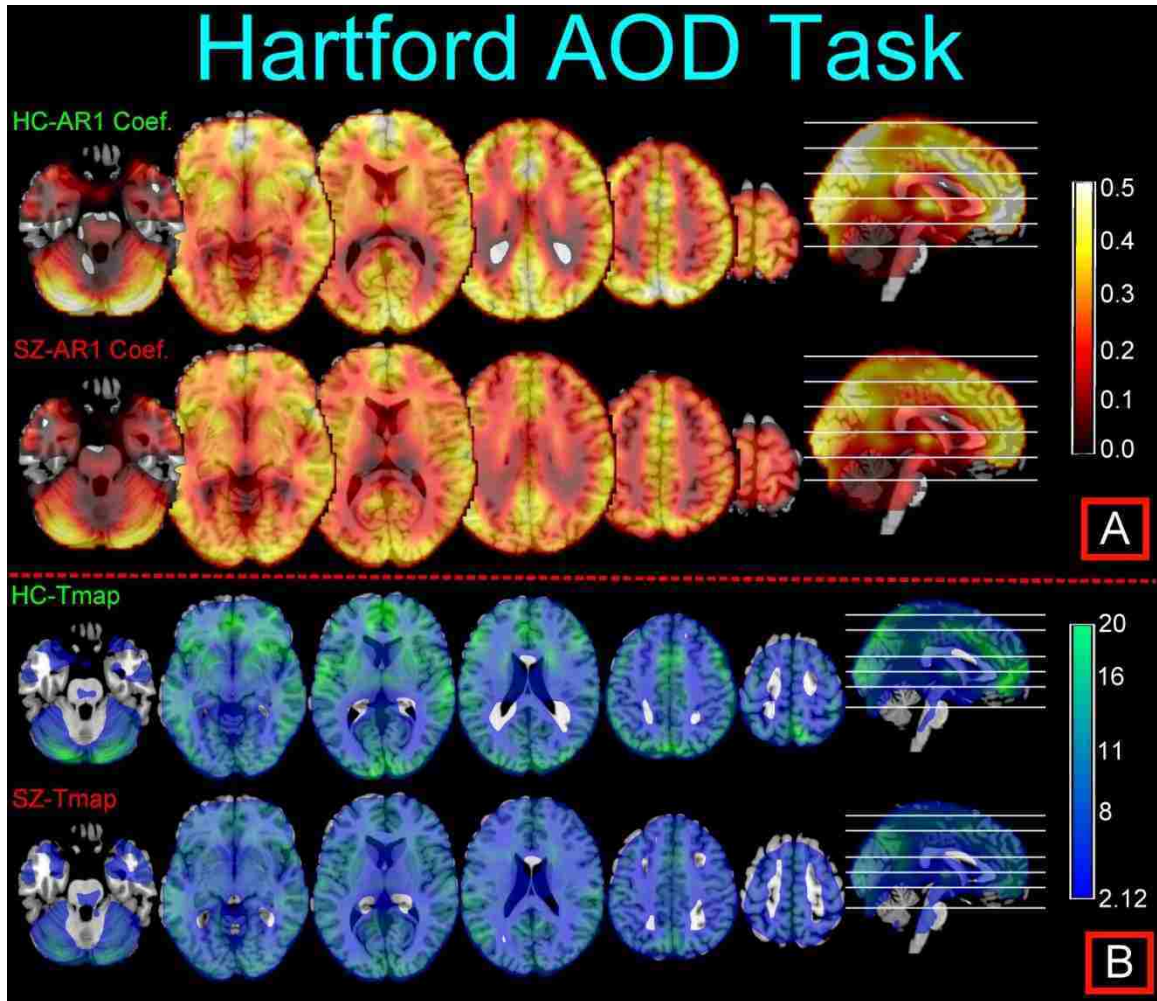 Hartford AOD Task
HC-AR1 Coef.
0.5
0.4
0.3
0.2
0.1
0.0
SZ-AR1 Coef.
A
HC-Tmap
20
16
11
8
2.12
SZ-Tmap
B